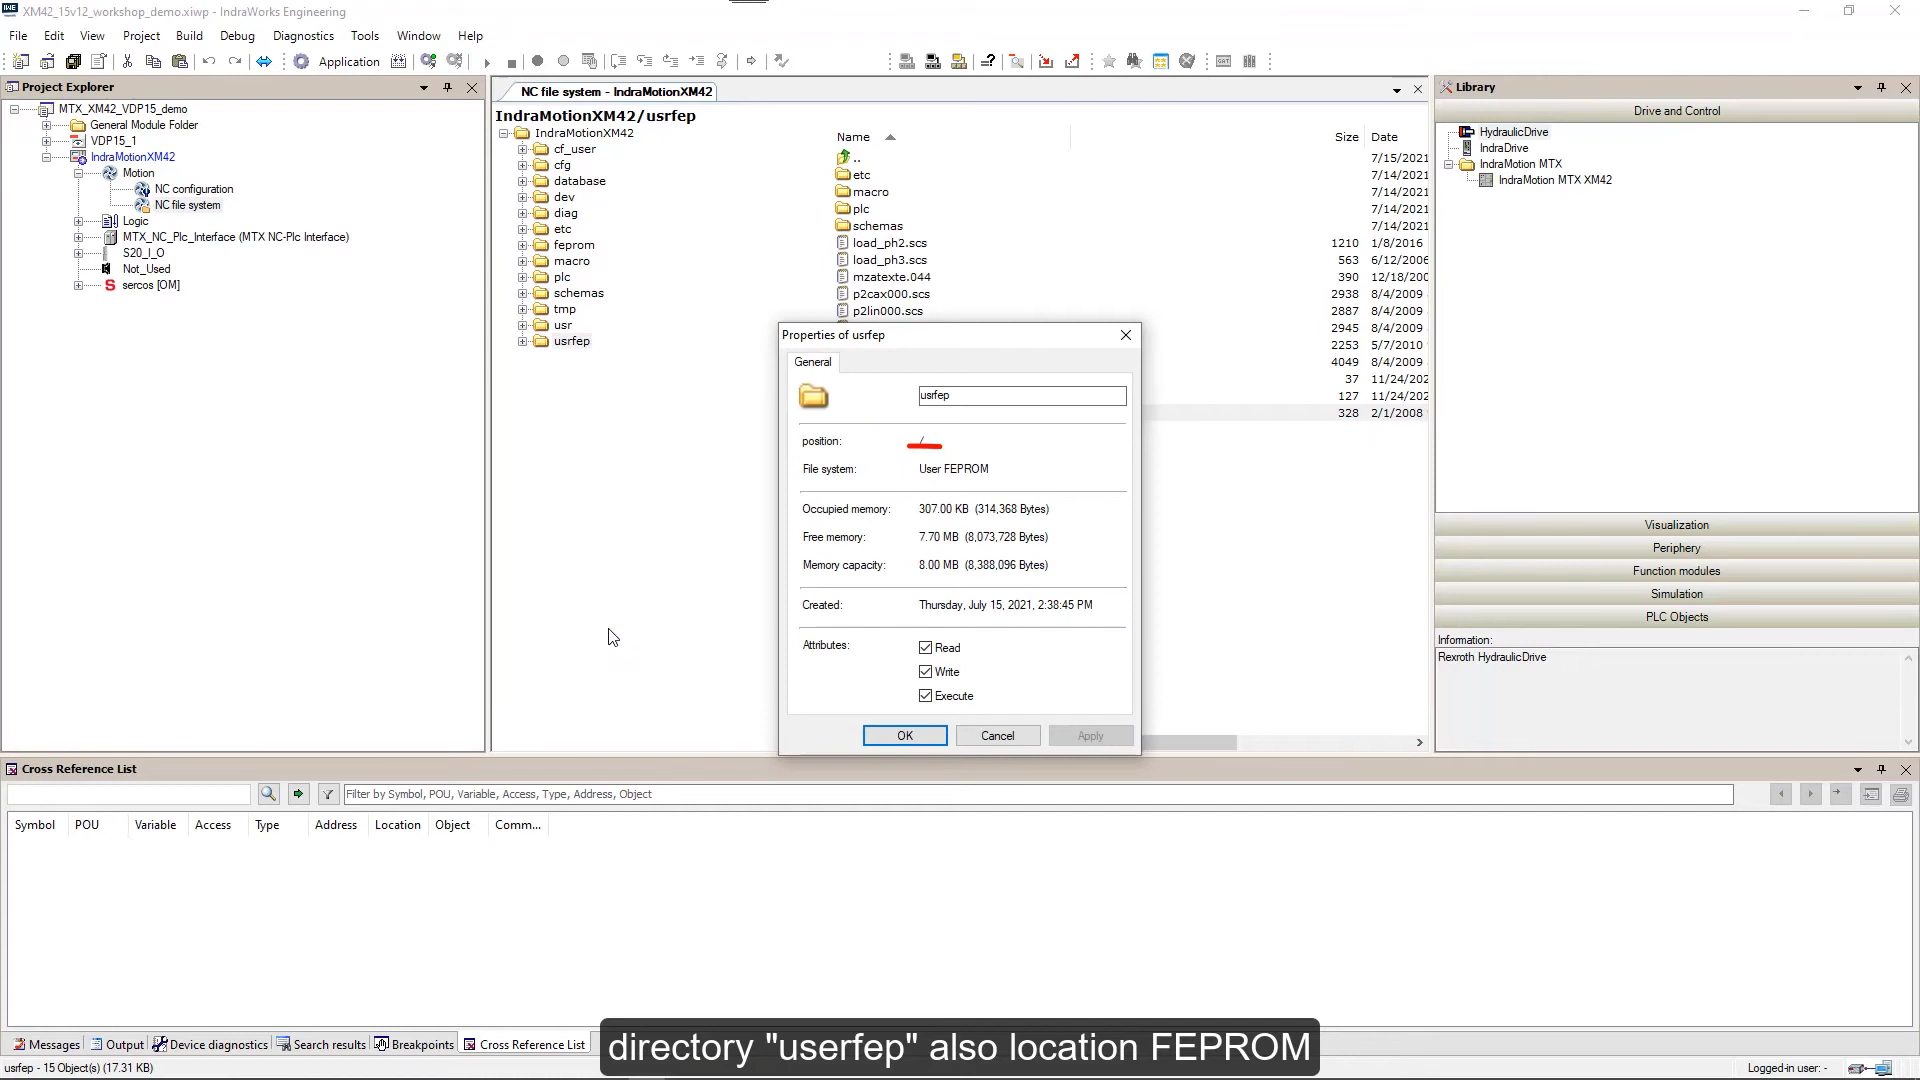 XM42_15v12_workshop_demo.xiwp - IndraWorks Engineering
File Edit View Project Build Debug Diagnostics Tools Window Help
Application
Project Explorer
MTX_XM42_VDP15_demo
General Module Folder
VDP15_1
IndraMotionXM42
Motion
NC configuration
NC file system
Logic
MTX_NC_Plc_Interface (MTX NC-Plc Interface)
S20_I_O
Not_Used
sercos [OM]
NC file system - IndraMotionXM42
IndraMotionXM42/usrfep
IndraMotionXM42
cf_user
cfg
database
dev
diag
etc
feprom
macro
plc
schemas
tmp
usr
usrfep
Name Size Date
.. 7/15/2021
etc 7/14/2021
macro 7/14/2021
plc 7/14/2021
schemas 7/14/2021
load_ph2.scs 1210 1/8/2016
load_ph3.scs 563 6/12/200
mzatexte.044 390 12/18/200
p2cax000.scs 2938 8/4/2009
p2lin000.scs 2887 8/4/2009
2945 8/4/2009
2253 5/7/2010
4049 8/4/2009
37 11/24/202
127 11/24/202
328 2/1/2008
Properties of usrfep
General
usrfep
position: /
File system: User FEPROM
Occupied memory: 307.00 KB (314,368 Bytes)
Free memory: 7.70 MB (8,073,728 Bytes)
Memory capacity: 8.00 MB (8,388,096 Bytes)
Created: Thursday, July 15, 2021, 2:38:45 PM
Attributes: Read
Write
Execute
OK Cancel Apply
Library
Drive and Control
HydraulicDrive
IndraDrive
IndraMotion MTX
IndraMotion MTX XM42
Visualization
Periphery
Function modules
Simulation
PLC Objects
Information:
Rexroth HydraulicDrive
Cross Reference List
Filter by Symbol, POU, Variable, Access, Type, Address, Object
Symbol POU Variable Access Type Address Location Object Comm...
Messages Output Device diagnostics Search results Breakpoints Cross Reference List
directory "userfep" also location FEPROM
usrfep - 15 Object(s) (17.31 KB)
Logged-in user: -